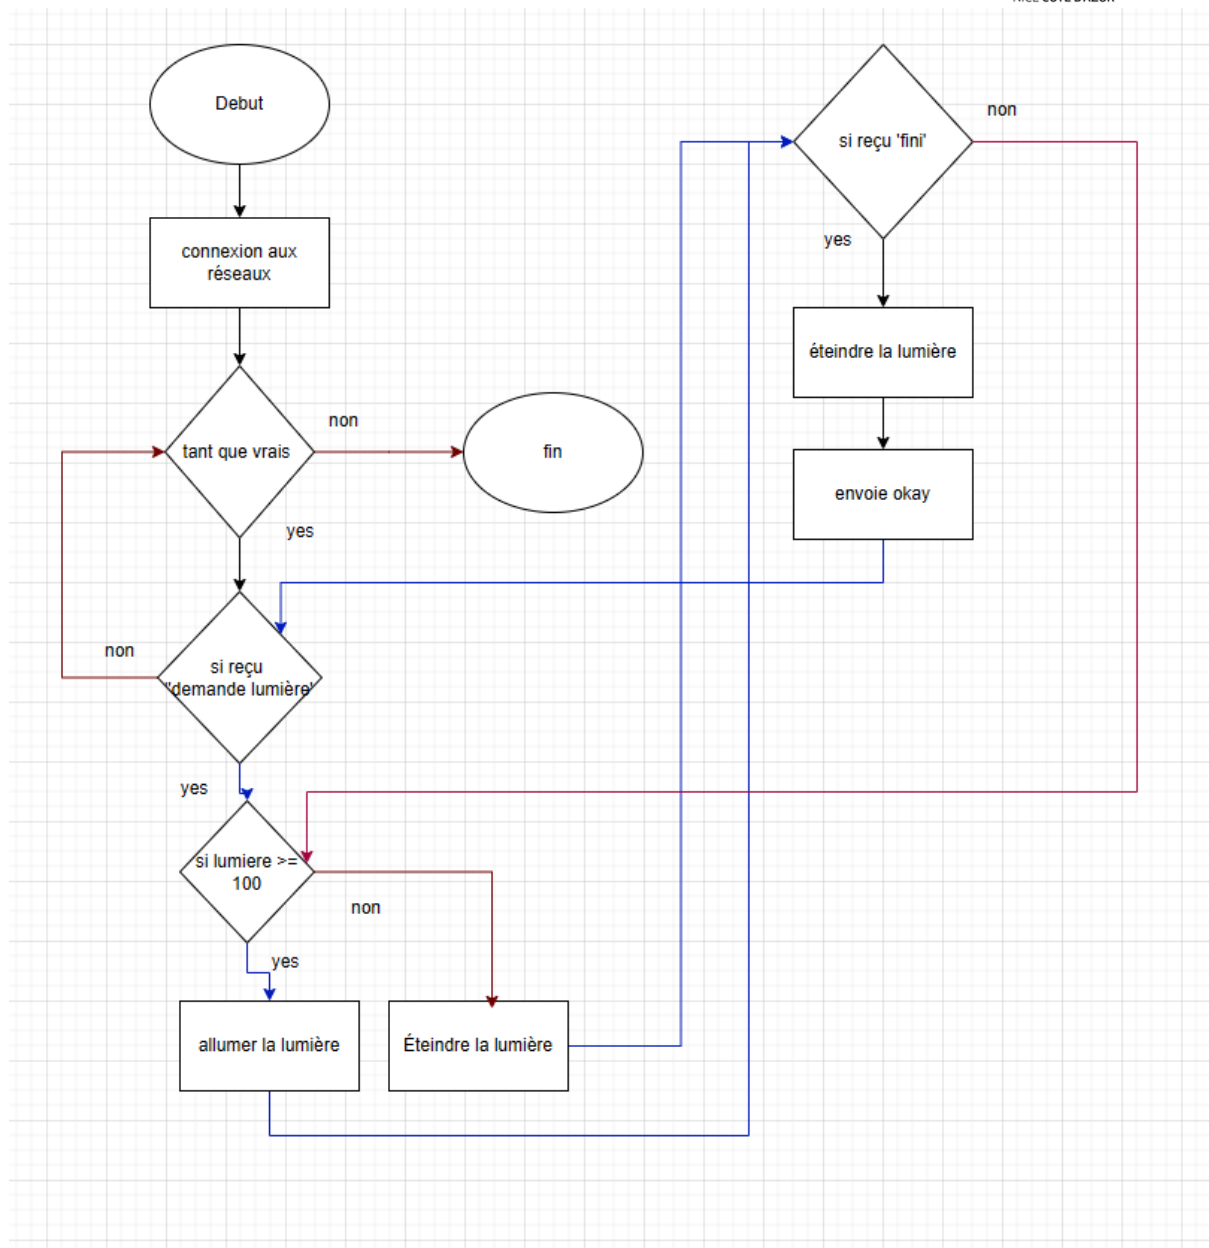 Debut
connexion aux
réseaux
tant que vrais
non
fin
yes
si reçu
"demande lumière'
non
yes
si lumiere >=
100
non
yes
allumer la lumière
Éteindre la lumière
si reçu 'fini'
non
yes
éteindre la lumière
envoie okay